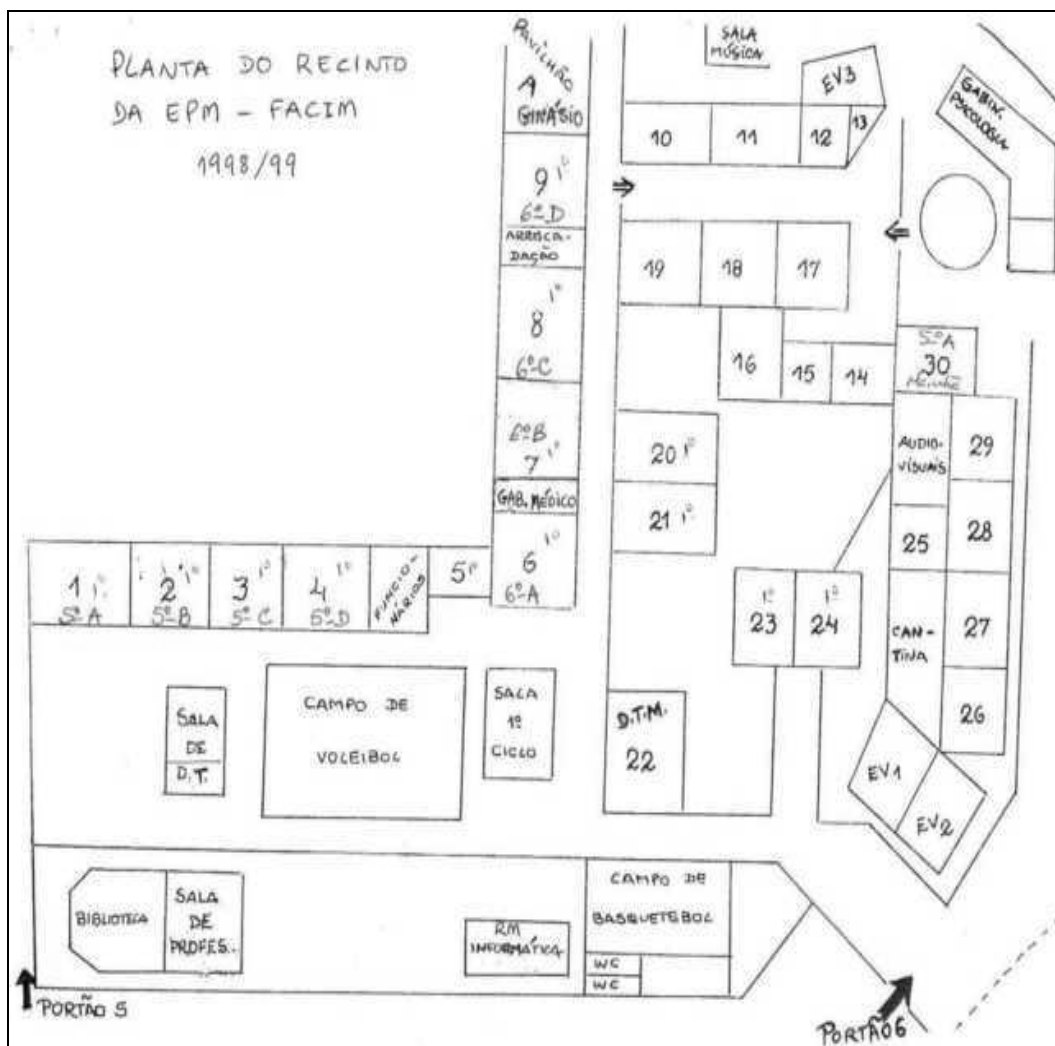 PLANTA DO RECINTO
DA EPM - FACIM
1998/99
PAVILHÃO
A
GINÁSIO
9 1º
6º D
ARRECA-
DAÇÃO
8 1º
6º C
6º B
7 1º
GAB. MÉDICO
6 1º
6º A
SALA
MÚSICA
EV3
10
11
12
13
GABIN.
PSICOLOGIA
19
18
17
16
15
14
5º A
30
20 1º
21 1º
AUDIO-
VISUAIS
29
25
28
1 1º
5º A
2 1º
5º B
3 1º
5º C
4 1º
5º D
FUNCIO-
NÁRIOS
5 1º
1º
23
1º
24
CAN-
TINA
27
26
SALA
DE
D.T.
CAMPO DE
VOLEIBOL
SALA
1º
CICLO
D.T.M.
22
EV1
EV2
BIBLIOTECA
SALA
DE
PROFES..
RM
INFORMÁTICA
CAMPO DE
BASQUETEBOL
WC
WC
PORTÃO 5
PORTÃO 6